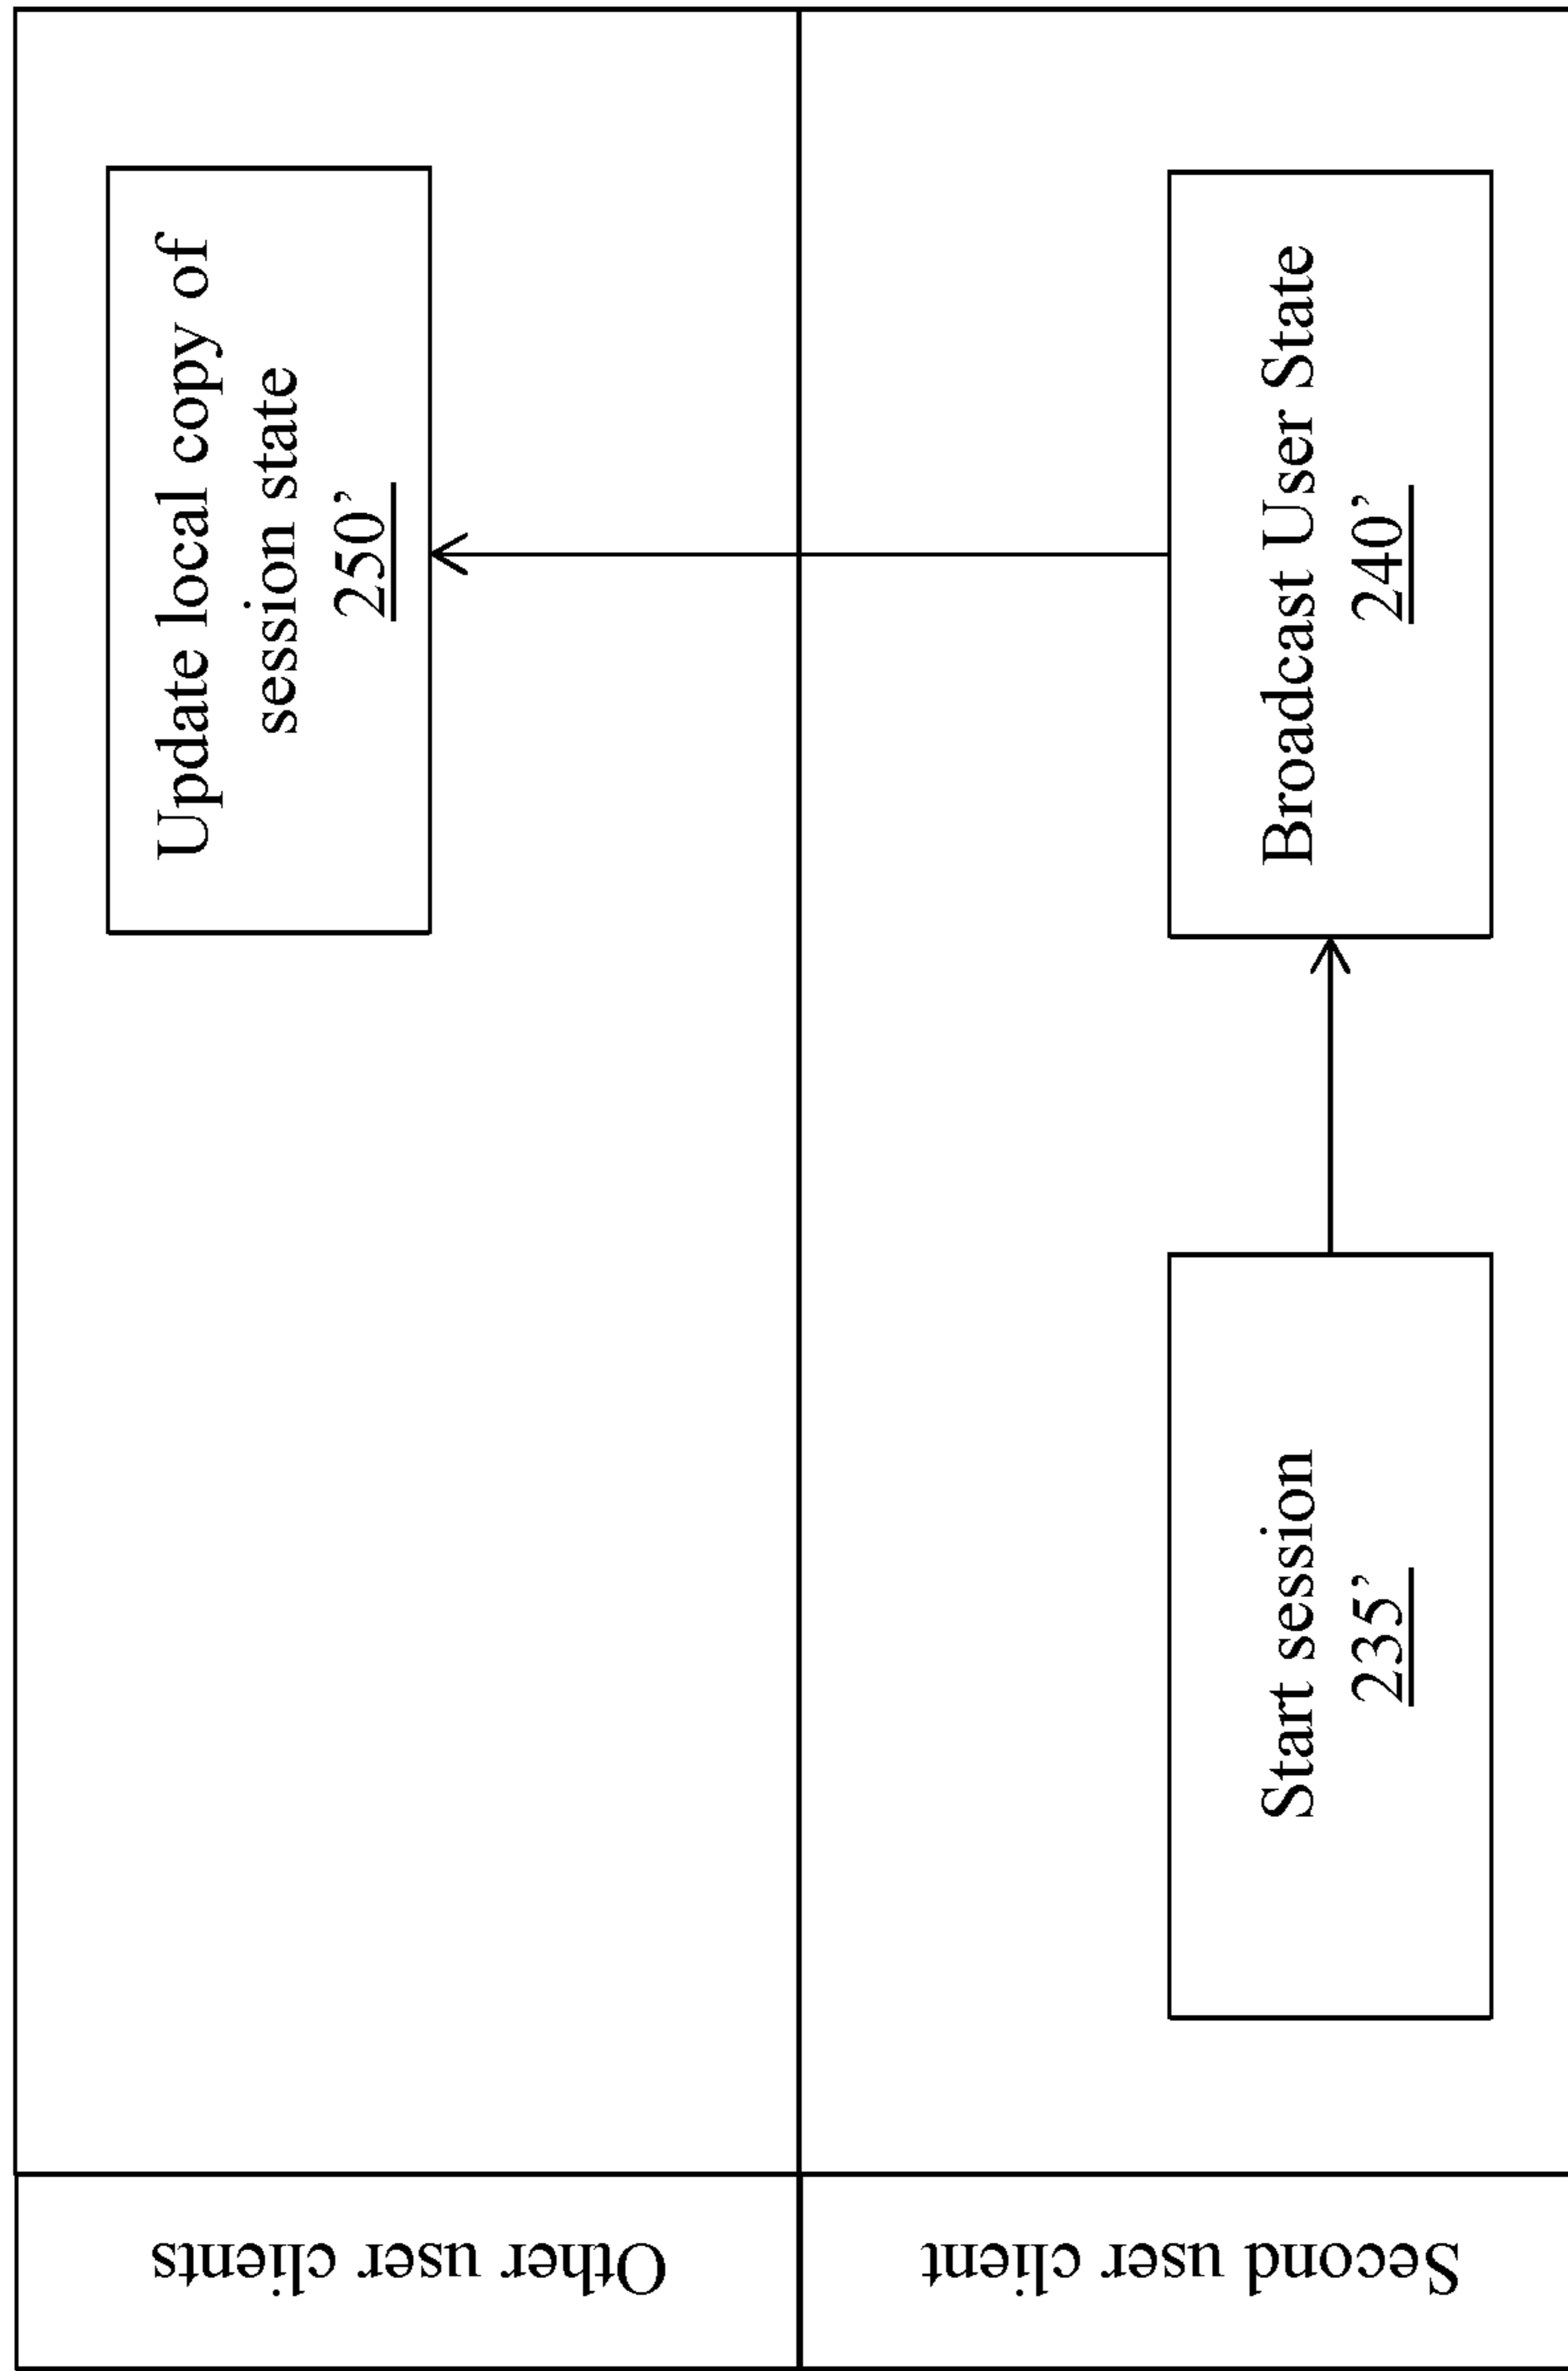 Other user clients
Update local copy of
session state
250’
Second user client
Start session
235’
Broadcast User State
240’